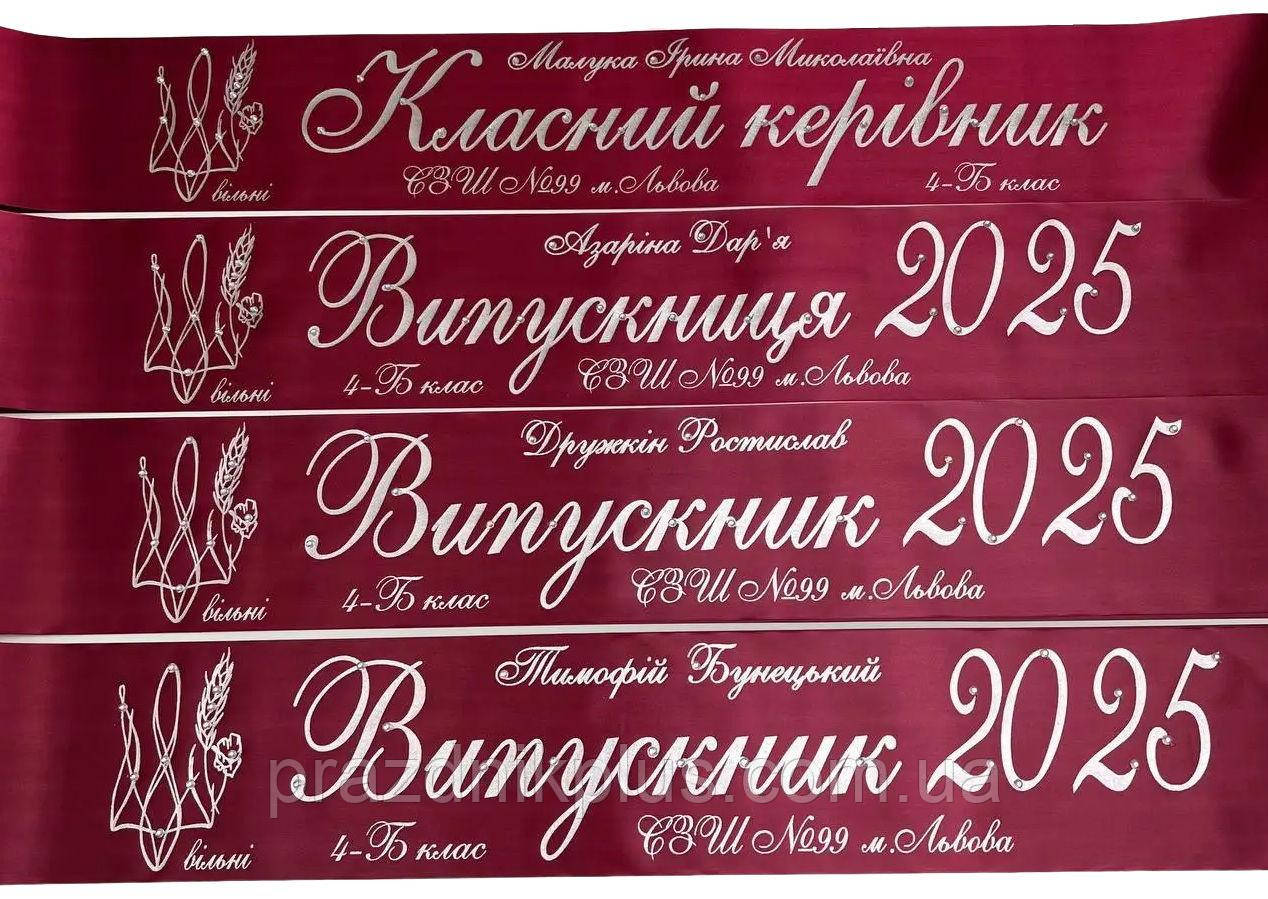 Малука Ірина Миколаївна
Класний керівник
СЗШ №99 м.Львова 4-Б клас
вільні
Азаріна Дар'я
Випускниця 2025
4-Б клас СЗШ №99 м.Львова
вільні
Дружкін Ростислав
Випускник 2025
4-Б клас СЗШ №99 м.Львова
вільні
Тимофій Бунецький
Випускник 2025
prazdnikplus.com.ua
4-Б клас СЗШ №99 м.Львова
вільні